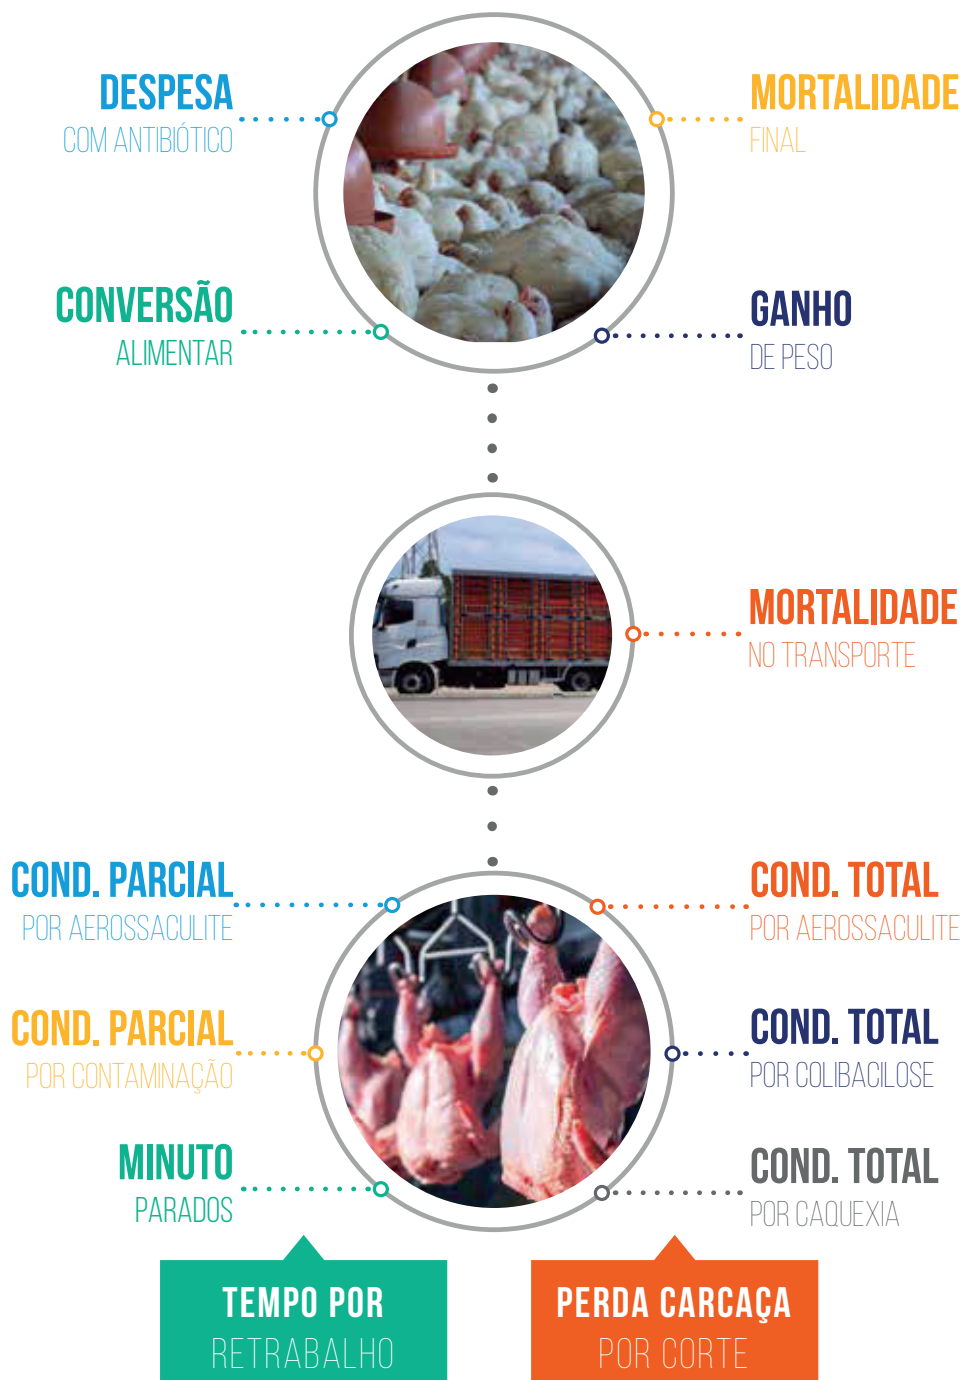 DESPESA
COM ANTIBIÓTICO
MORTALIDADE
FINAL
CONVERSÃO
ALIMENTAR
GANHO
DE PESO
MORTALIDADE
NO TRANSPORTE
COND. PARCIAL
POR AEROSSACULITE
COND. TOTAL
POR AEROSSACULITE
COND. PARCIAL
POR CONTAMINAÇÃO
COND. TOTAL
POR COLIBACILOSE
MINUTO
PARADOS
COND. TOTAL
POR CAQUEXIA
TEMPO POR
RETRABALHO
PERDA CARCAÇA
POR CORTE